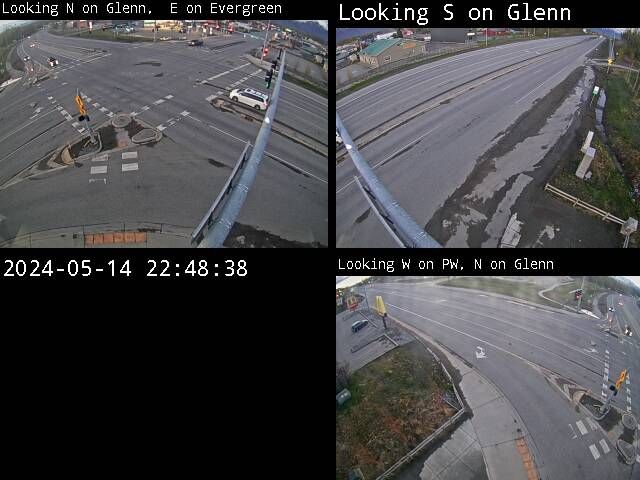 Looking N on Glenn,  E on Evergreen
Looking S on Glenn
2024-05-14 22:48:38
Looking W on PW, N on Glenn